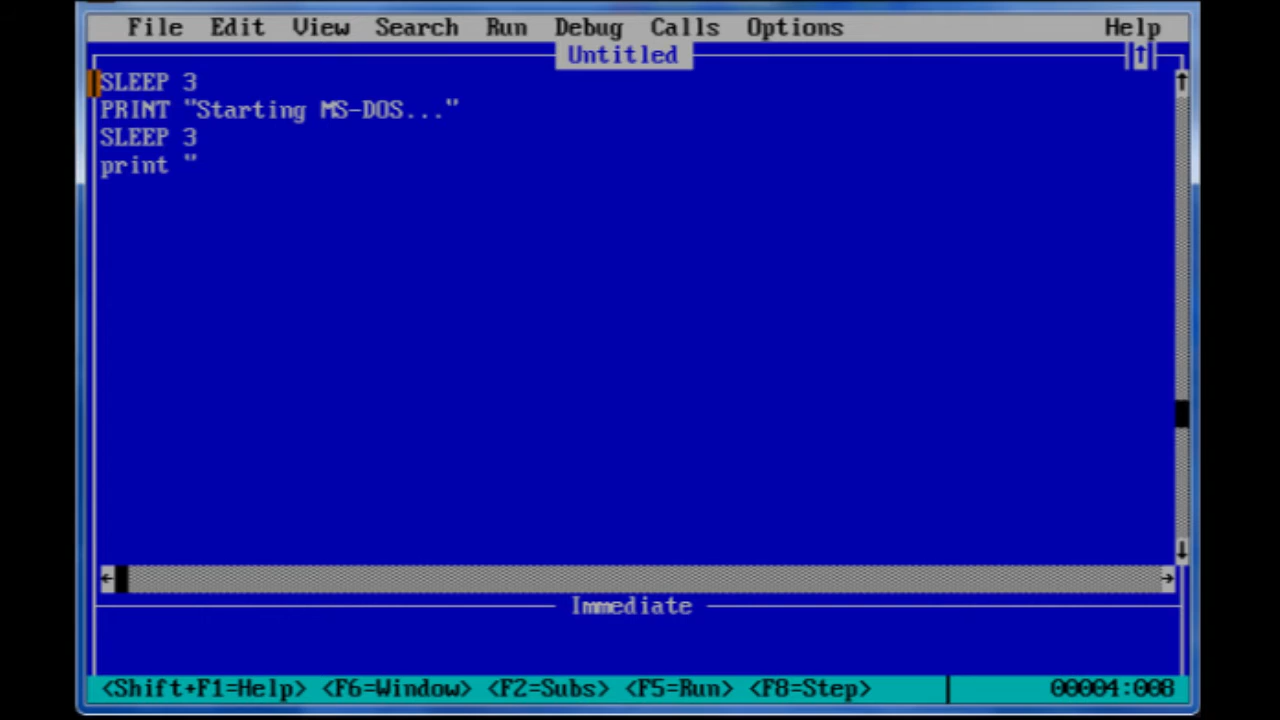 File Edit View Search Run Debug Calls Options Help
Untitled
SLEEP 3
PRINT "Starting MS-DOS..."
SLEEP 3
print "
Immediate
<Shift+F1=Help> <F6=Window> <F2=Subs> <F5=Run> <F8=Step> 00004:008